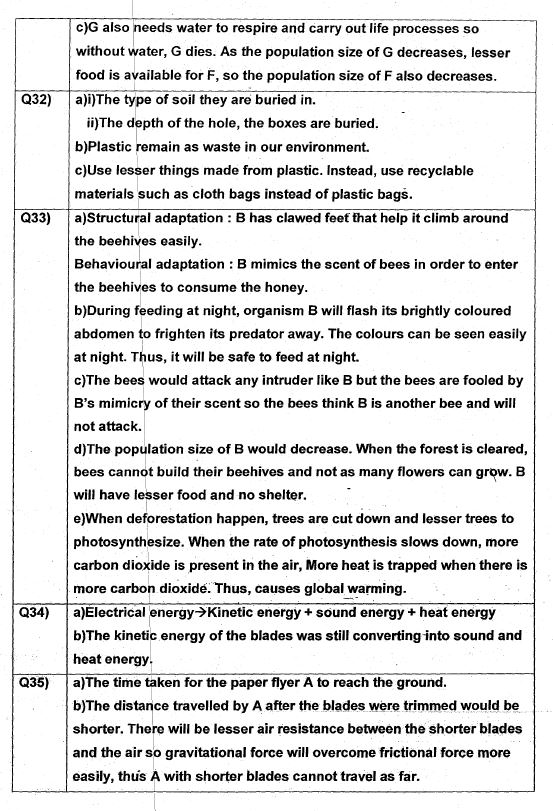 c)G also needs water to respire and carry out life processes so
without water, G dies. As the population size of G decreases, lesser
food is available for F, so the population size of F also decreases.
Q32) a)i)The type of soil they are buried in.
ii)The depth of the hole, the boxes are buried.
b)Plastic remain as waste in our environment.
c)Use lesser things made from plastic. Instead, use recyclable
materials such as cloth bags instead of plastic bags.
Q33) a)Structural adaptation : B has clawed feet that help it climb around
the beehives easily.
Behavioural adaptation : B mimics the scent of bees in order to enter
the beehives to consume the honey.
b)During feeding at night, organism B will flash its brightly coloured
abdomen to frighten its predator away. The colours can be seen easily
at night. Thus, it will be safe to feed at night.
c)The bees would attack any intruder like B but the bees are fooled by
B's mimicry of their scent so the bees think B is another bee and will
not attack.
d)The population size of B would decrease. When the forest is cleared,
bees cannot build their beehives and not as many flowers can grow. B
will have lesser food and no shelter.
e)When deforestation happen, trees are cut down and lesser trees to
photosynthesize. When the rate of photosynthesis slows down, more
carbon dioxide is present in the air, More heat is trapped when there is
more carbon dioxide. Thus, causes global warming.
Q34) a)Electrical energy→Kinetic energy + sound energy + heat energy
b)The kinetic energy of the blades was still converting into sound and
heat energy.
Q35) a)The time taken for the paper flyer A to reach the ground.
b)The distance travelled by A after the blades were trimmed would be
shorter. There will be lesser air resistance between the shorter blades
and the air so gravitational force will overcome frictional force more
easily, thus A with shorter blades cannot travel as far.